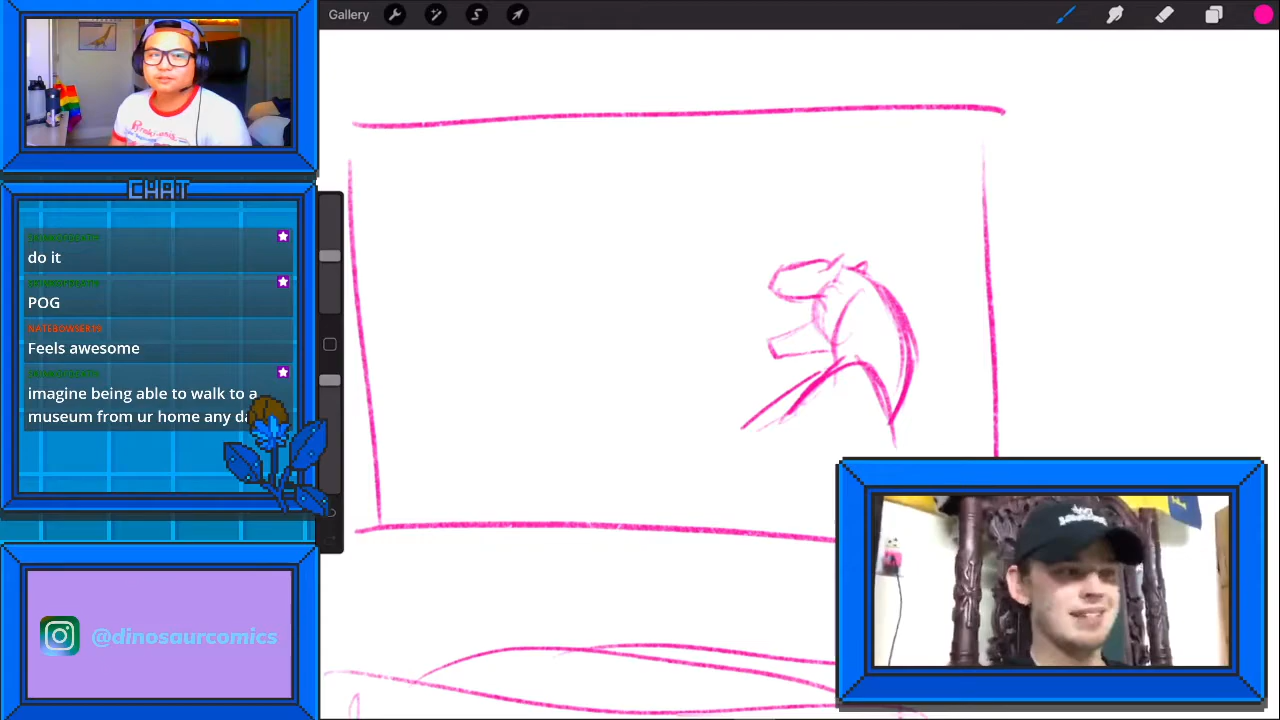 Gallery
CHAT
do it
POG
NATEBOWSER19
Feels awesome
imagine being able to walk to a
museum from ur home any da
@dinosaurcomics